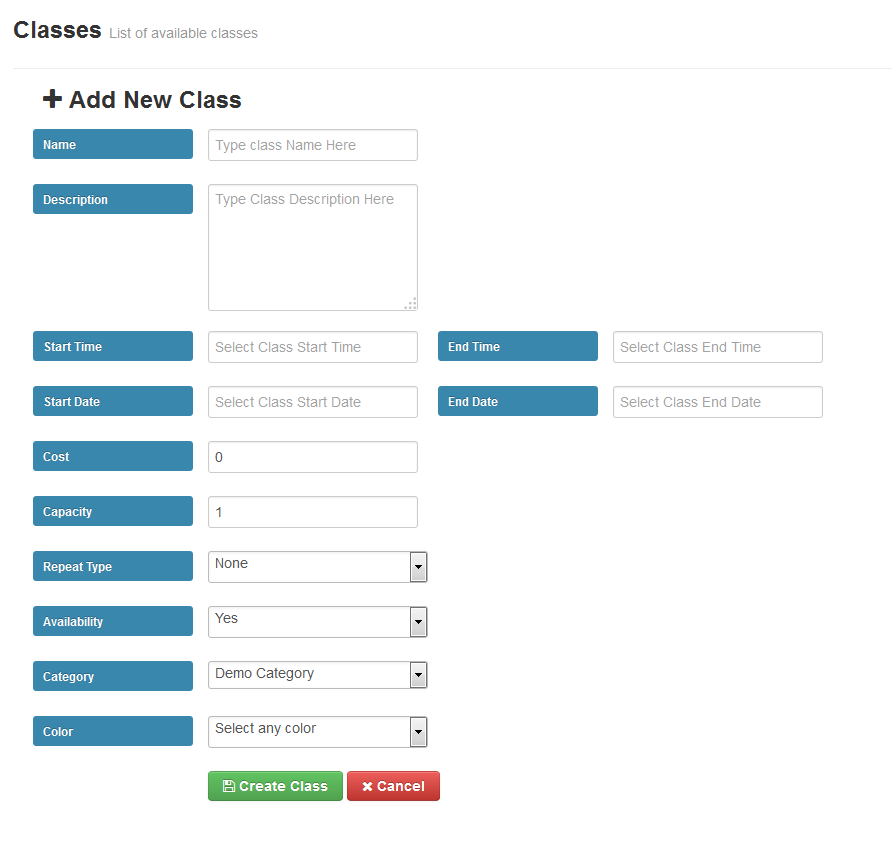 Classes List of available classes
Add New Class
Name Type class Name Here
Description Type Class Description Here
Start Time Select Class Start Time End Time Select Class End Time
Start Date Select Class Start Date End Date Select Class End Date
Cost 0
Capacity 1
Repeat Type None
Availability Yes
Category Demo Category
Color Select any color
Create Class Cancel